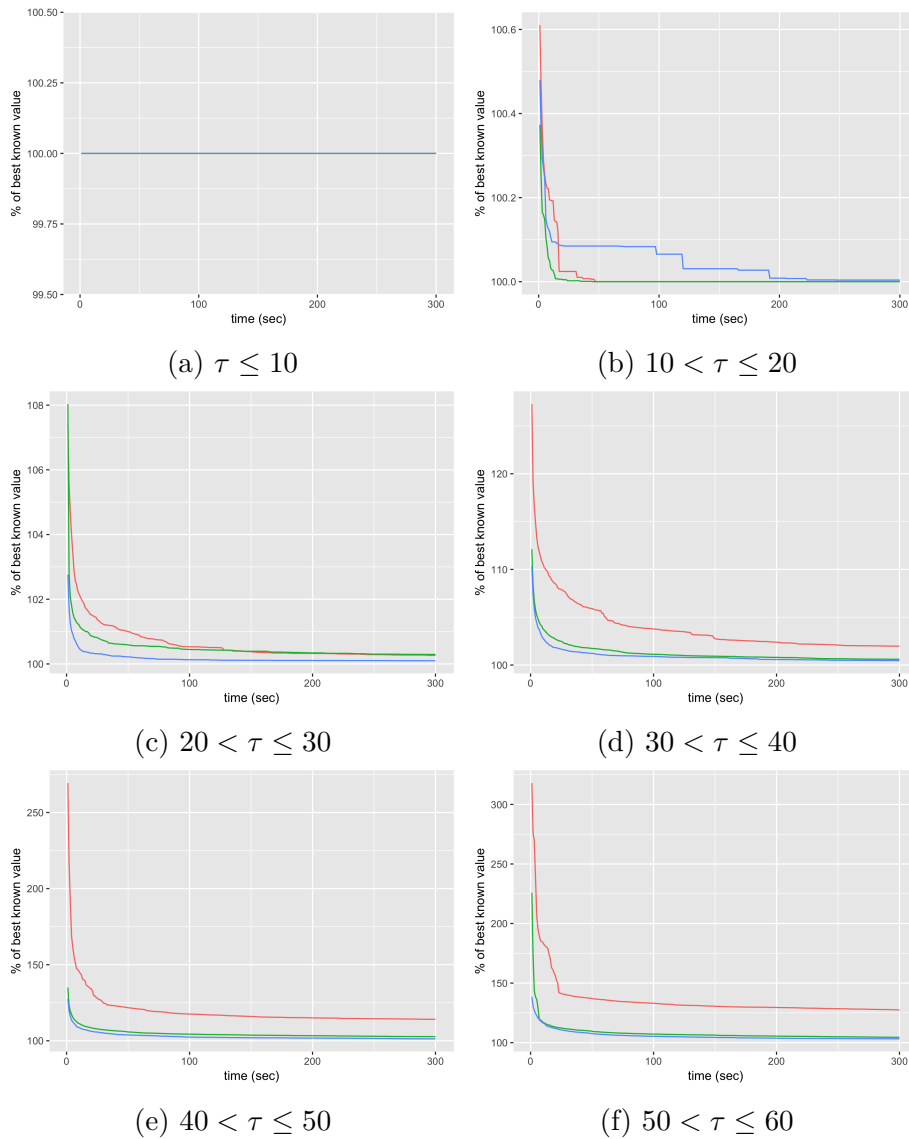 % of best known value
100.50
100.25
100.00
99.75
99.50
0 100 200 300
time (sec)
(a) τ ≤ 10
% of best known value
100.6
100.4
100.2
100.0
0 100 200 300
time (sec)
(b) 10 < τ ≤ 20
% of best known value
108
106
104
102
100
0 100 200 300
time (sec)
(c) 20 < τ ≤ 30
% of best known value
120
110
100
0 100 200 300
time (sec)
(d) 30 < τ ≤ 40
% of best known value
250
200
150
100
0 100 200 300
time (sec)
(e) 40 < τ ≤ 50
% of best known value
300
250
200
150
100
0 100 200 300
time (sec)
(f) 50 < τ ≤ 60